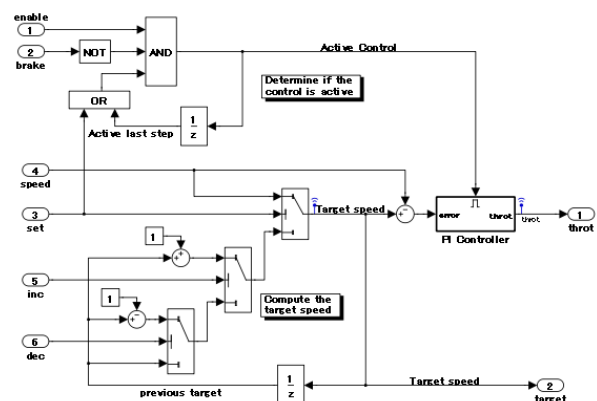 enable
1
2
brake
NOT
AND
OR
Active Control
Determine if the
control is active
Active last step
1
z
4
speed
3
set
Target speed
error
throt
throt
PI Controller
1
throt
1
5
inc
1
6
dec
Compute the
target speed
previous target
1
z
Target speed
2
target